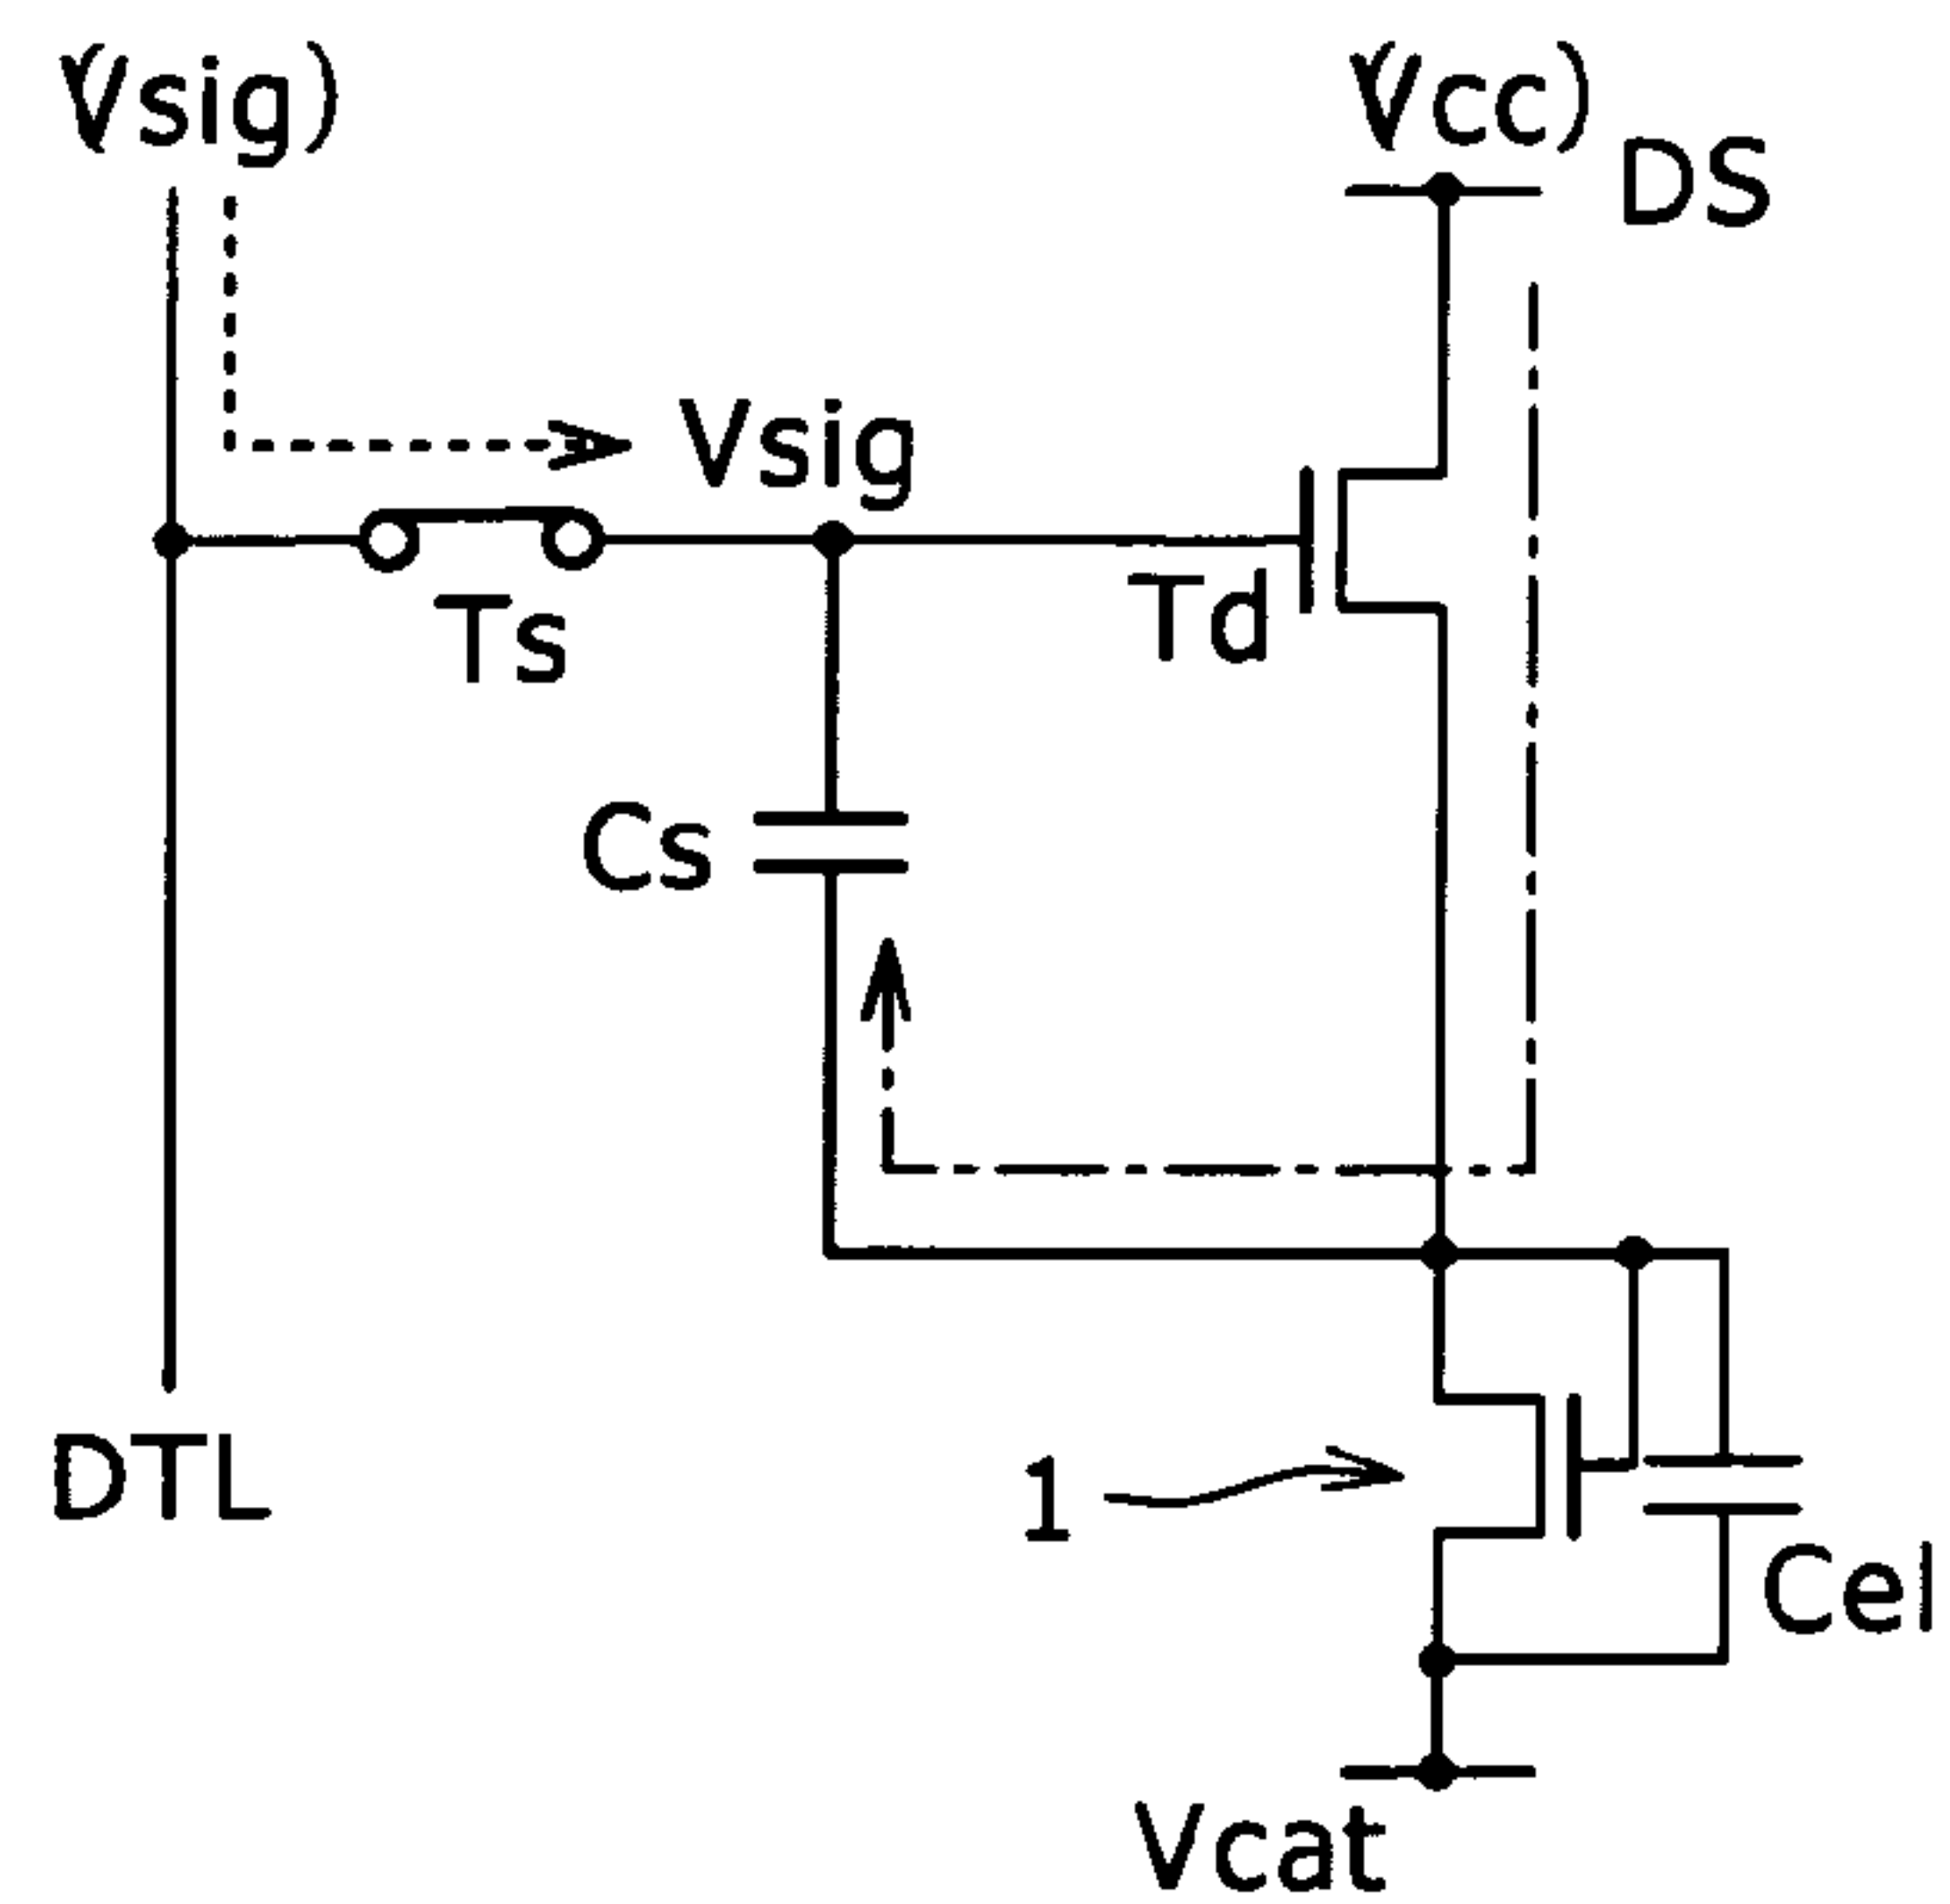 (Vsig)
(Vcc)
DS
Vsig
Ts
Td
Cs
DTL
1
Cel
Vcat